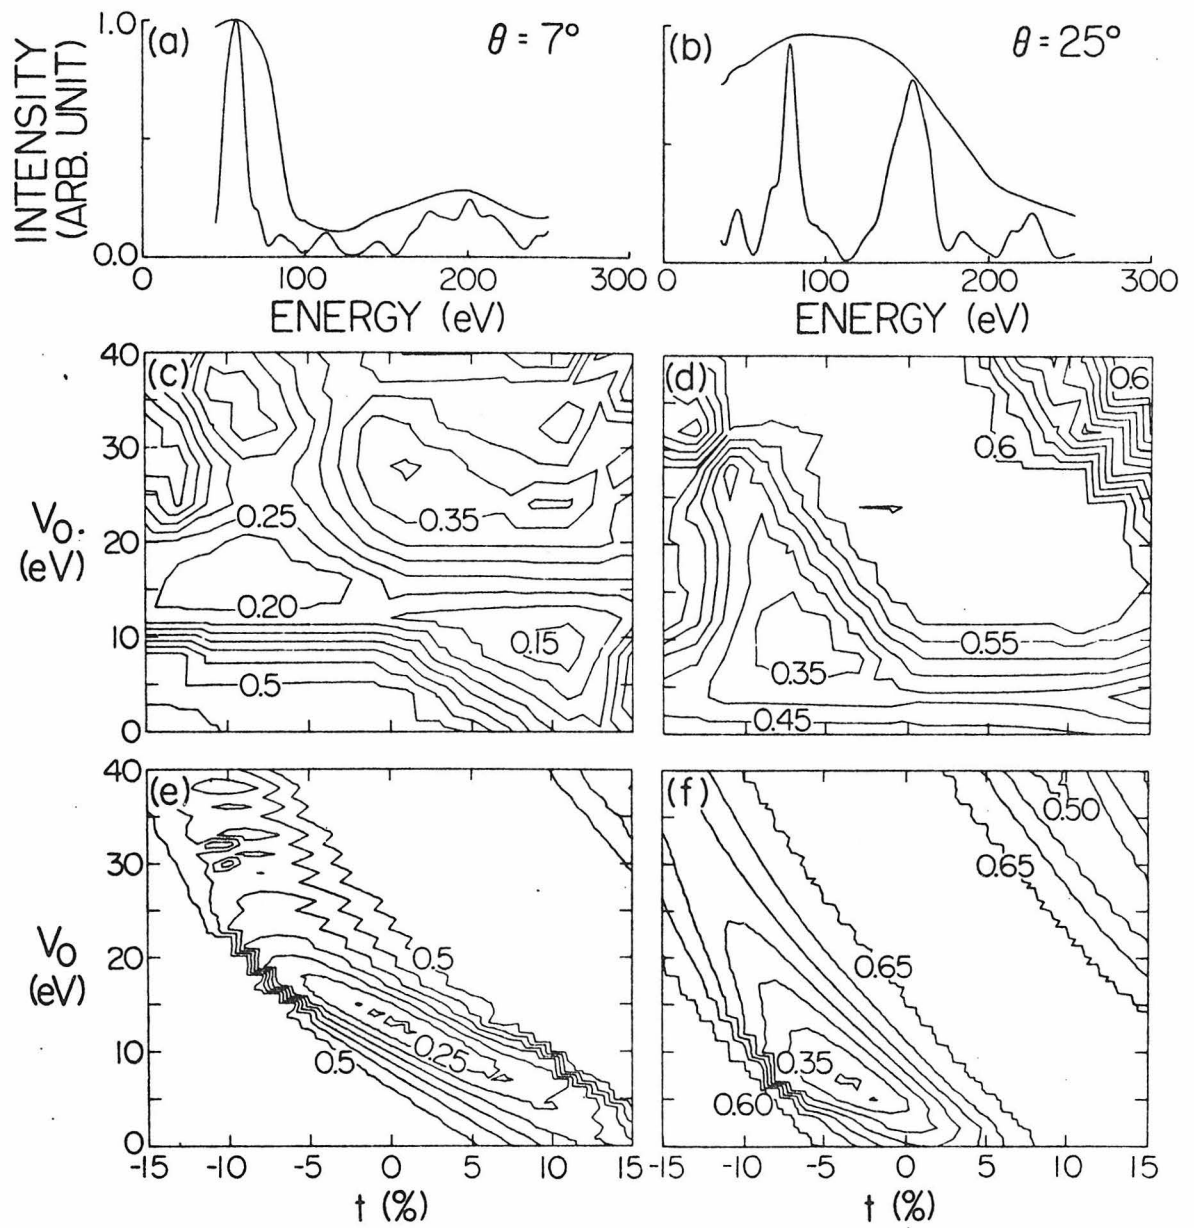 INTENSITY
(ARB. UNIT)
1.0
0.0
(a)
θ = 7°
0
100
200
300
ENERGY (eV)
(b)
θ = 25°
0
100
200
300
ENERGY (eV)
Vo.
(eV)
40
30
20
10
0
(c)
0.25
0.35
0.20
0.15
0.5
(d)
0.6
0.6
0.55
0.35
0.45
Vo
(eV)
40
30
20
10
0
(e)
0.5
0.25
0.5
-15
-10
-5
0
5
10
15
t (%)
(f)
0.50
0.65
0.65
0.35
0.60
-15
-10
-5
0
5
10
15
t (%)